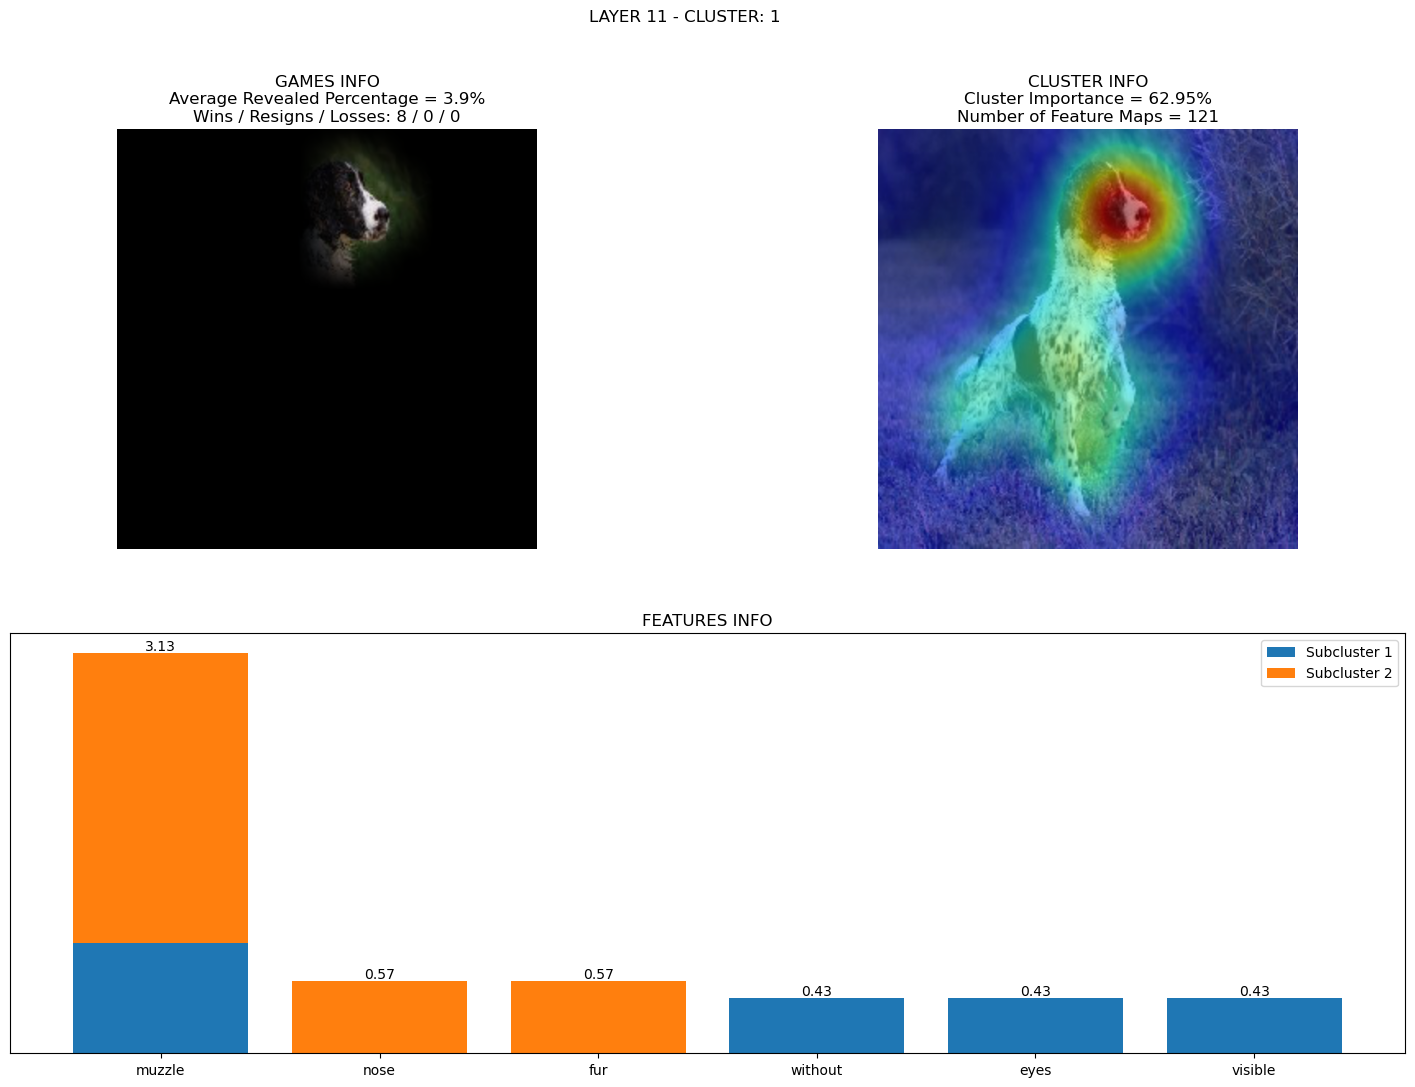 LAYER 11 - CLUSTER: 1
GAMES INFO
Average Revealed Percentage = 3.9%
Wins / Resigns / Losses: 8 / 0 / 0
CLUSTER INFO
Cluster Importance = 62.95%
Number of Feature Maps = 121
FEATURES INFO
Subcluster 1
Subcluster 2
3.13
0.57
0.57
0.43
0.43
0.43
muzzle
nose
fur
without
eyes
visible